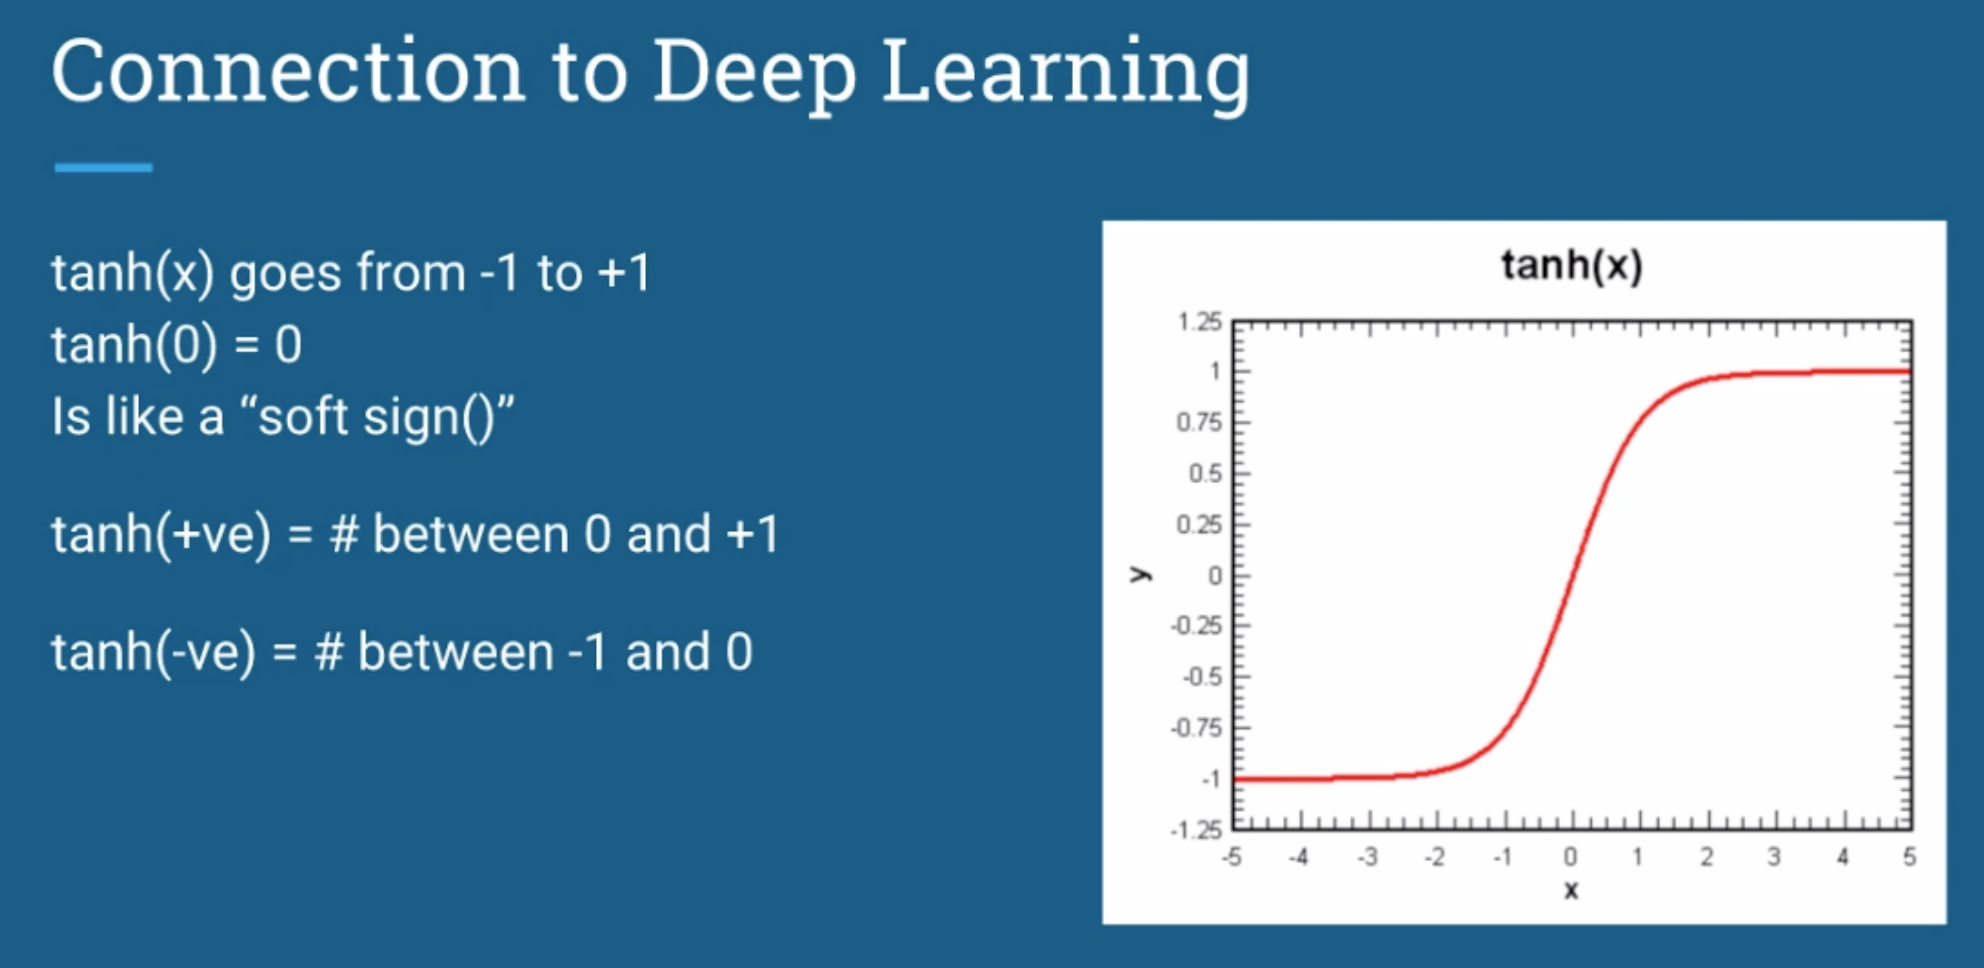 Connection to Deep Learning
tanh(x) goes from -1 to +1
tanh(0) = 0
Is like a “soft sign()”
tanh(+ve) = # between 0 and +1
tanh(-ve) = # between -1 and 0
tanh(x)
1.25
1
0.75
0.5
0.25
0
-0.25
-0.5
-0.75
-1
-1.25
y
-5 -4 -3 -2 -1 0 1 2 3 4 5
x